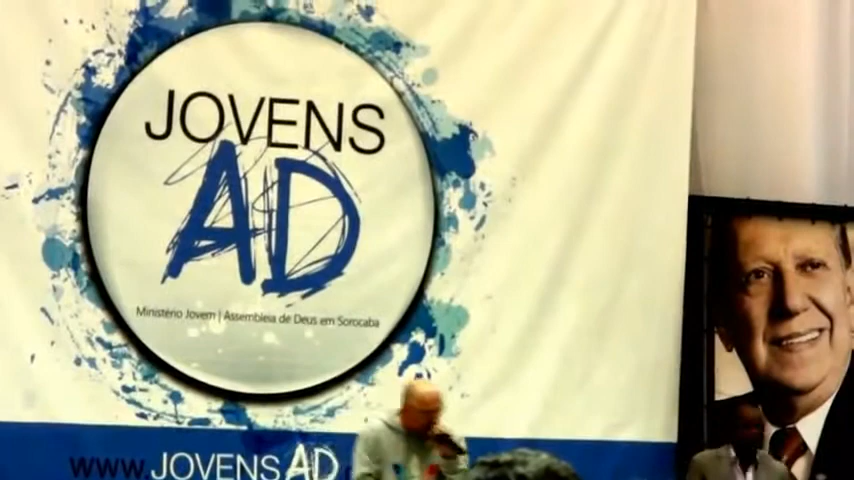 JOVENS
AD
Ministério Jovem | Assembleia de Deus em Sorocaba
www.JOVENSAD